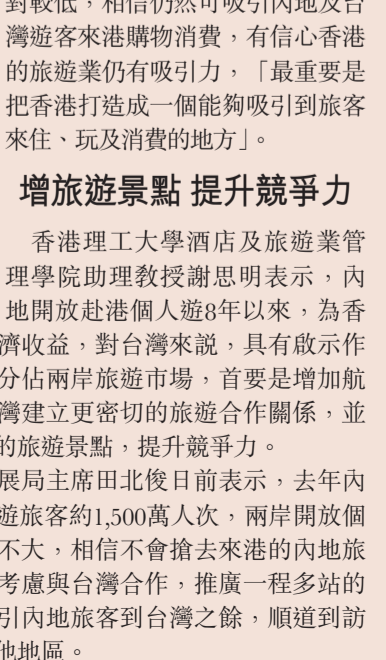 對較低，相信仍然可吸引內地及台
灣遊客來港購物消費，有信心香港
的旅遊業仍有吸引力，「最重要是
把香港打造成一個能夠吸引到旅客
來住、玩及消費的地方」。
增旅遊景點 提升競爭力
香港理工大學酒店及旅遊業管
理學院助理教授謝思明表示，內
地開放赴港個人遊8年以來，為香
濟收益，對台灣來説，具有啟示作
分佔兩岸旅遊市場，首要是增加航
灣建立更密切的旅遊合作關係，並
的旅遊景點，提升競爭力。
展局主席田北俊日前表示，去年內
遊旅客約1,500萬人次，兩岸開放個
不大，相信不會搶去來港的內地旅
考慮與台灣合作，推廣一程多站的
引內地旅客到台灣之餘，順道到訪
他地區。